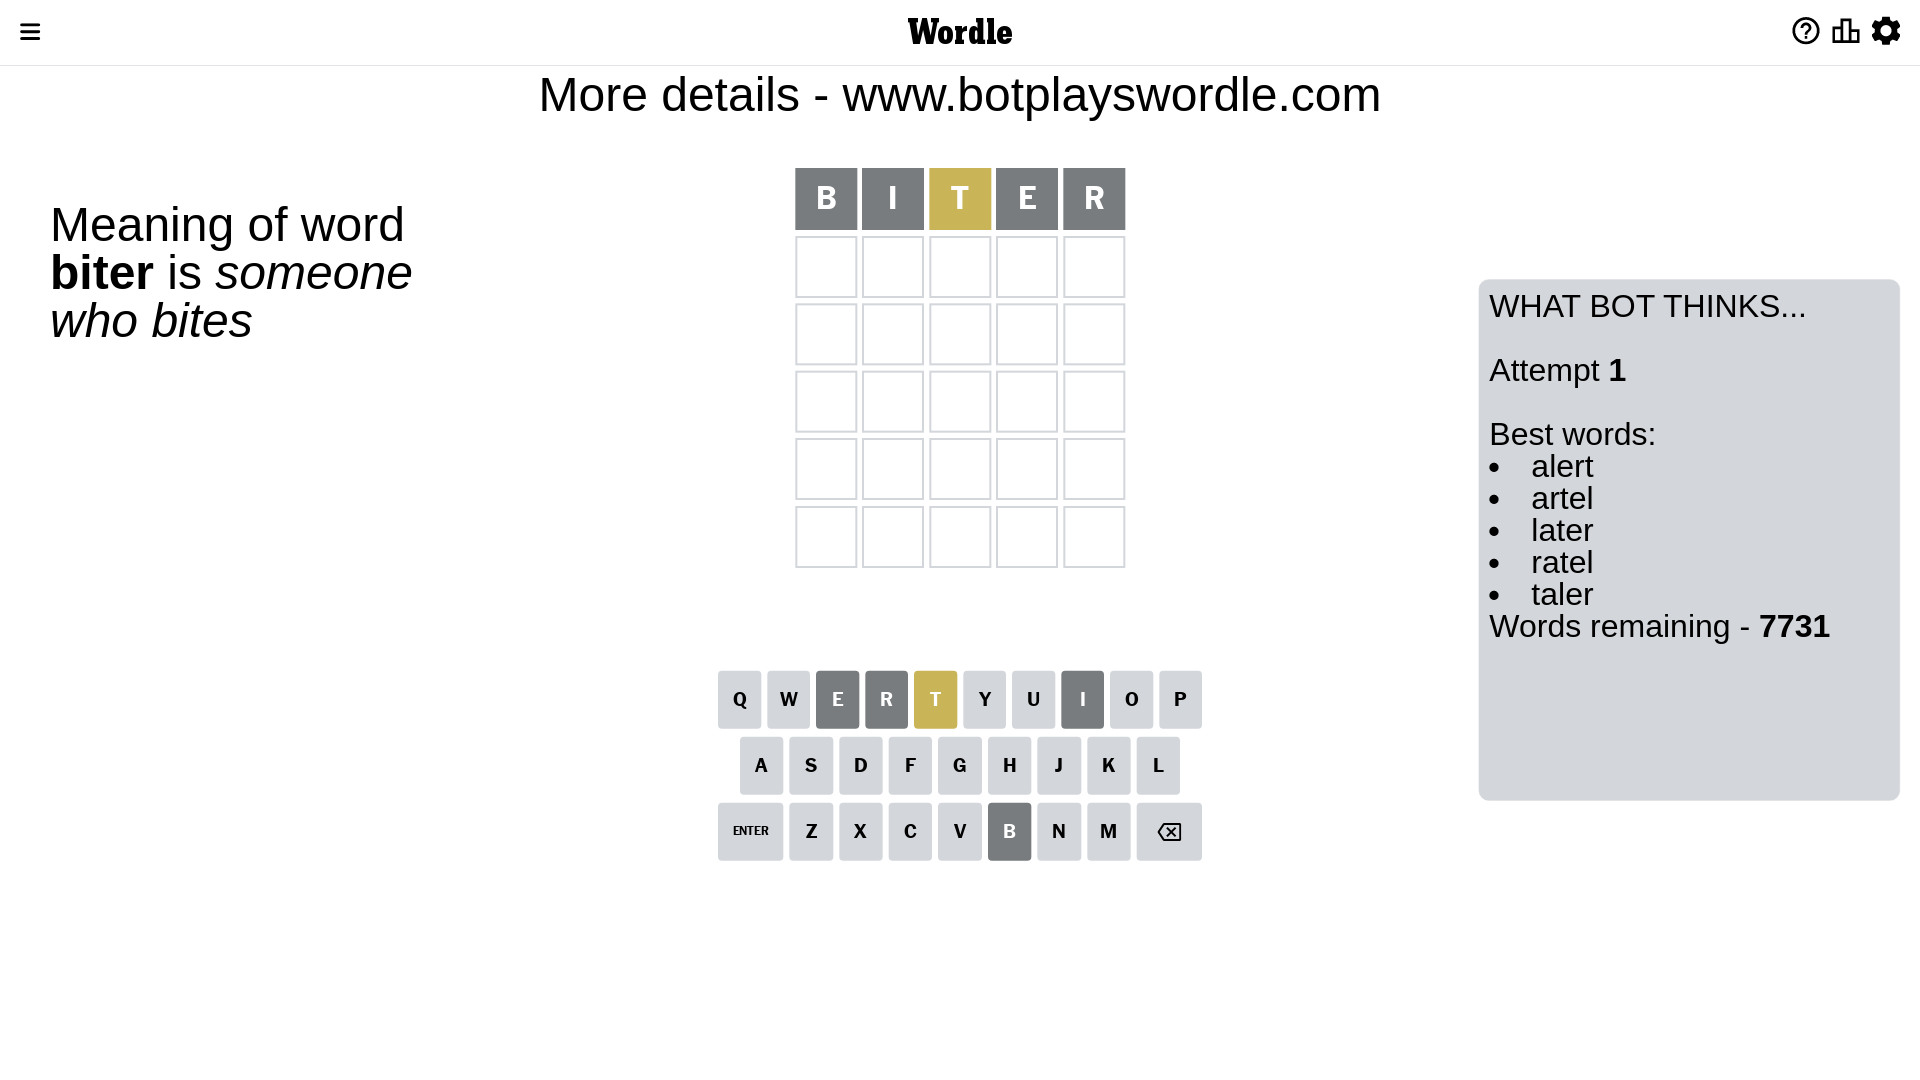 Wordle
More details - www.botplayswordle.com
Meaning of word
biter is someone
who bites
B I T E R
WHAT BOT THINKS...
Attempt 1
Best words:
• alert
• artel
• later
• ratel
• taler
Words remaining - 7731
Q W E R T Y U I O P
A S D F G H J K L
ENTER Z X C V B N M